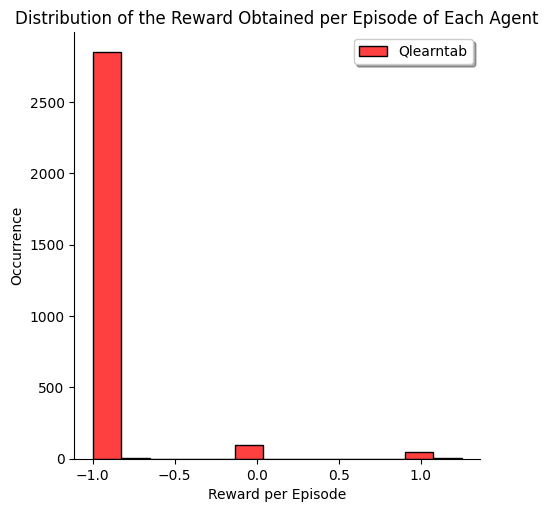 Distribution of the Reward Obtained per Episode of Each Agent
Qlearntab
2500
2000
1500
1000
500
0
Occurrence
−1.0
−0.5
0.0
0.5
1.0
Reward per Episode